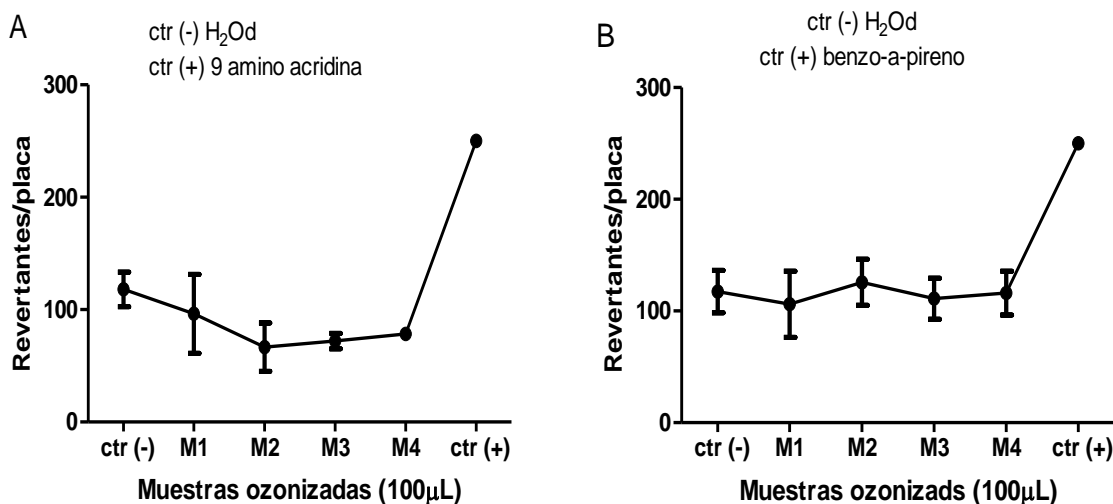 A
ctr (-) H₂Od
ctr (+) 9 amino acridina
Revertantes/placa
300
200
100
0
ctr (-) M1 M2 M3 M4 ctr (+)
Muestras ozonizadas (100µL)
B
ctr (-) H₂Od
ctr (+) benzo-a-pireno
Revertantes/placa
300
200
100
0
ctr (-) M1 M2 M3 M4 ctr (+)
Muestras ozonizads (100µL)